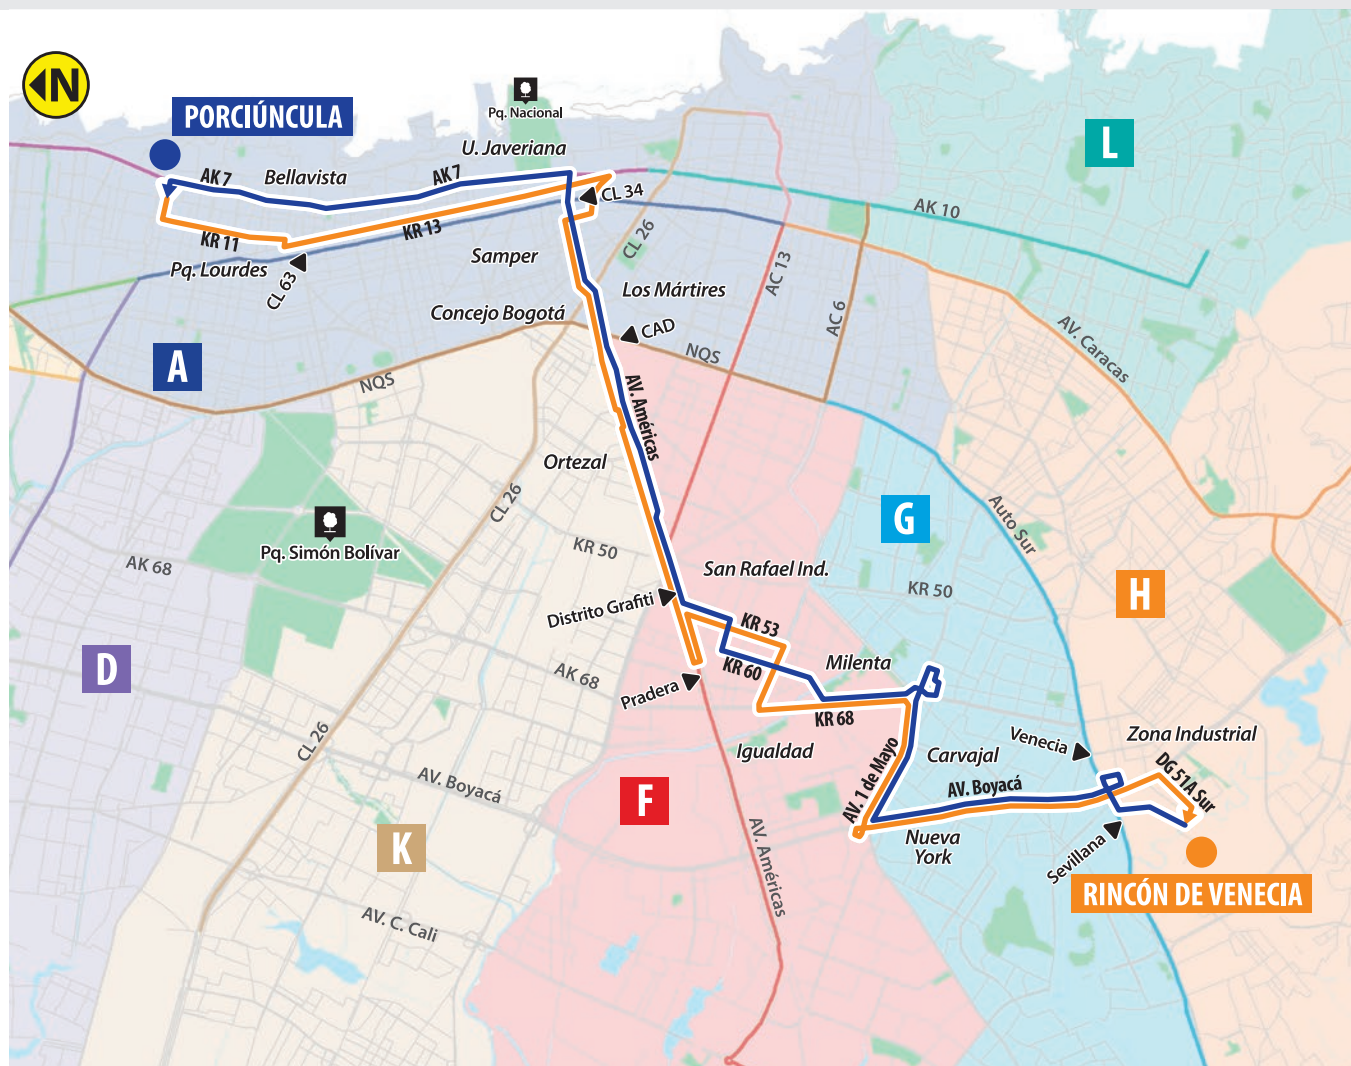 N
PORCIÚNCULA
Pq. Nacional
U. Javeriana
L
AK 7
Bellavista
AK 7
CL 34
AK 10
KR 11
KR 13
CL 26
Pq. Lourdes
CL 63
Samper
AC 13
Los Mártires
Concejo Bogotá
AC 6
CAD
AV. Caracas
A
NQS
NQS
AV. Américas
Ortezal
CL 26
G
Auto Sur
Pq. Simón Bolívar
AK 68
KR 50
San Rafael Ind.
KR 50
H
Distrito Grafiti
KR 53
D
AK 68
KR 60
Milenta
Pradera
KR 68
CL 26
Igualdad
AV. 1 de Mayo
Carvajal
Venecia
Zona Industrial
AV. Boyacá
AV. Boyacá
DG 51A Sur
F
K
AV. Américas
Nueva
York
Sevillana
RINCÓN DE VENECIA
AV. C. Cali